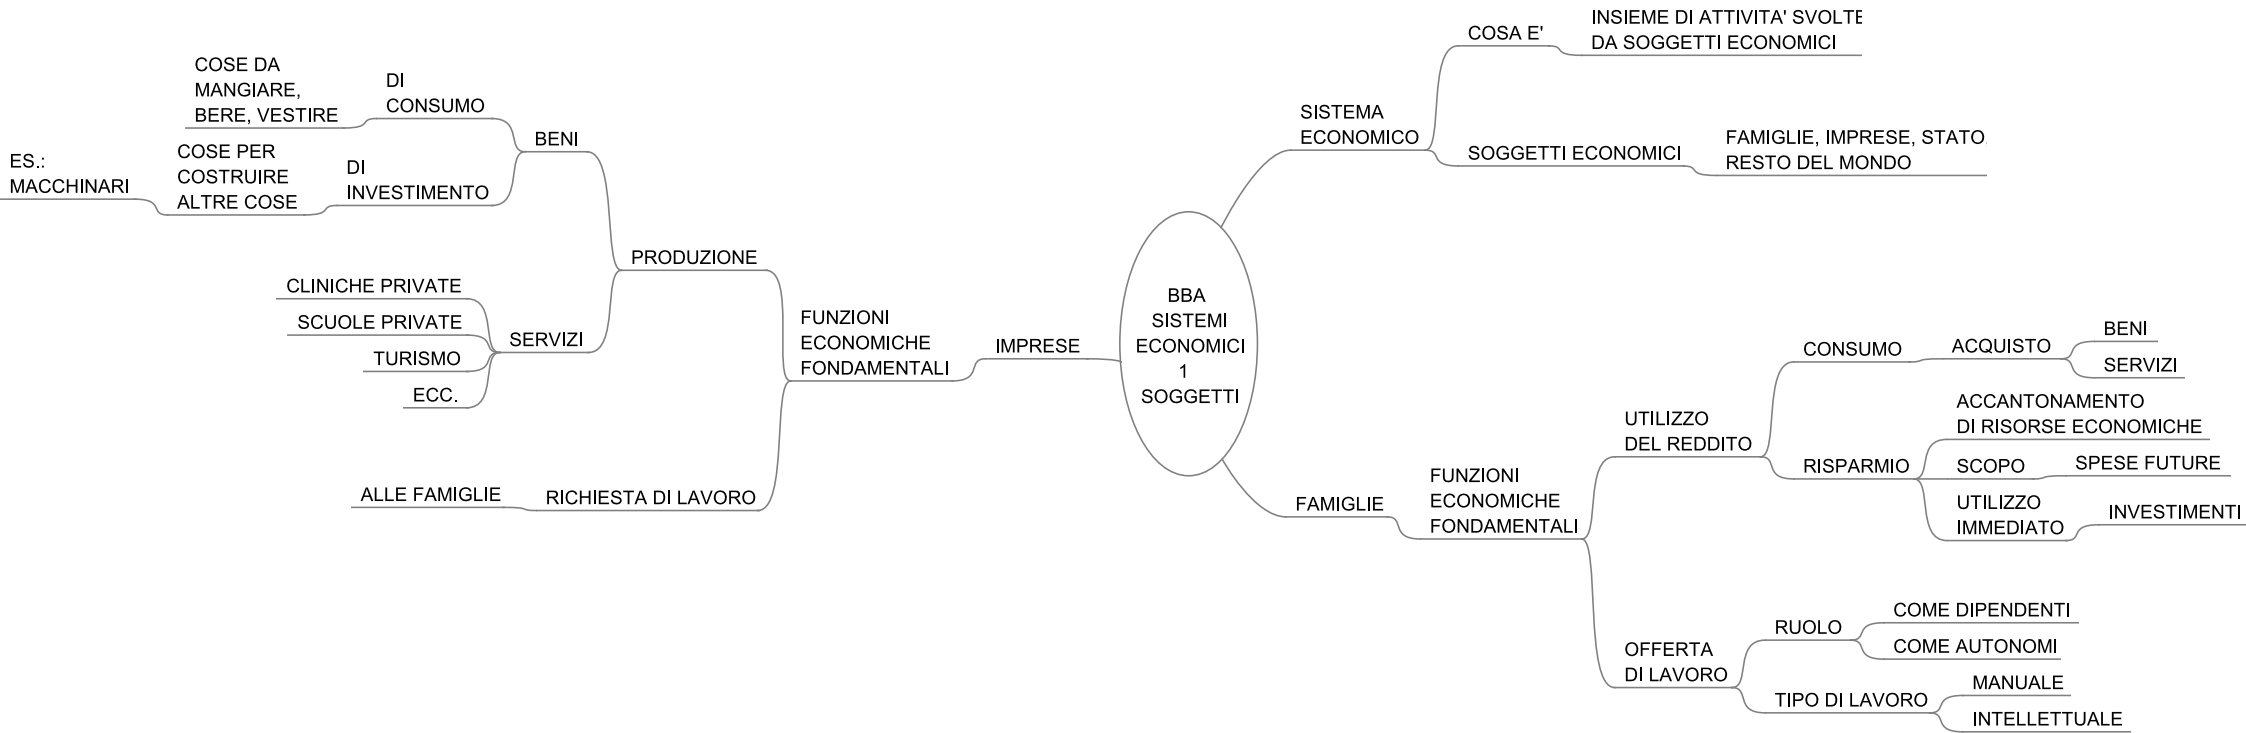 BBA
SISTEMI
ECONOMICI
1
SOGGETTI
SISTEMA
ECONOMICO
COSA E'
INSIEME DI ATTIVITA' SVOLTE
DA SOGGETTI ECONOMICI
SOGGETTI ECONOMICI
FAMIGLIE, IMPRESE, STATO
RESTO DEL MONDO
FAMIGLIE
FUNZIONI
ECONOMICHE
FONDAMENTALI
UTILIZZO
DEL REDDITO
CONSUMO
ACQUISTO
BENI
SERVIZI
RISPARMIO
ACCANTONAMENTO
DI RISORSE ECONOMICHE
SCOPO
SPESE FUTURE
UTILIZZO
IMMEDIATO
INVESTIMENTI
OFFERTA
DI LAVORO
RUOLO
COME DIPENDENTI
COME AUTONOMI
TIPO DI LAVORO
MANUALE
INTELLETTUALE
IMPRESE
FUNZIONI
ECONOMICHE
FONDAMENTALI
PRODUZIONE
BENI
DI
CONSUMO
COSE DA
MANGIARE,
BERE, VESTIRE
DI
INVESTIMENTO
COSE PER
COSTRUIRE
ALTRE COSE
ES.:
MACCHINARI
SERVIZI
CLINICHE PRIVATE
SCUOLE PRIVATE
TURISMO
ECC.
RICHIESTA DI LAVORO
ALLE FAMIGLIE